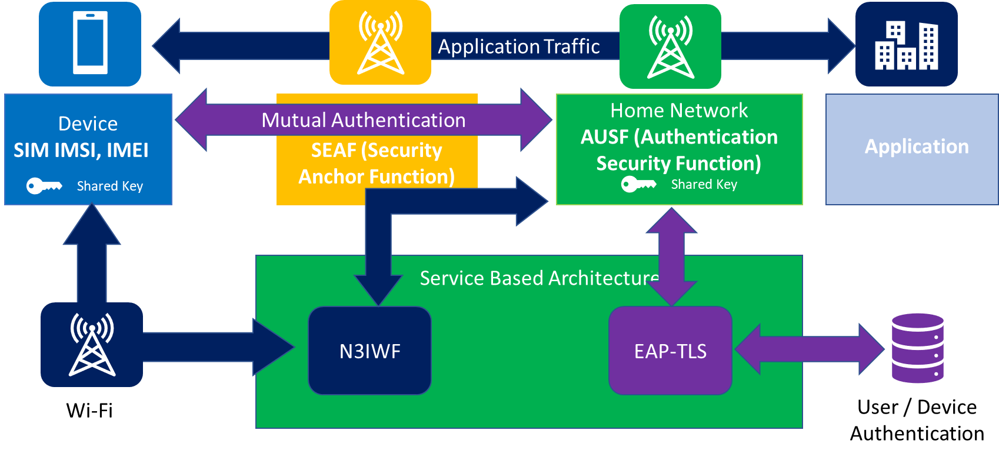 Application Traffic
Mutual Authentication
Device
SIM IMSI, IMEI
Shared Key
SEAF (Security
Anchor Function)
Home Network
AUSF (Authentication
Security Function)
Shared Key
Application
Service Based Architecture
N3IWF
EAP-TLS
Wi-Fi
User / Device
Authentication